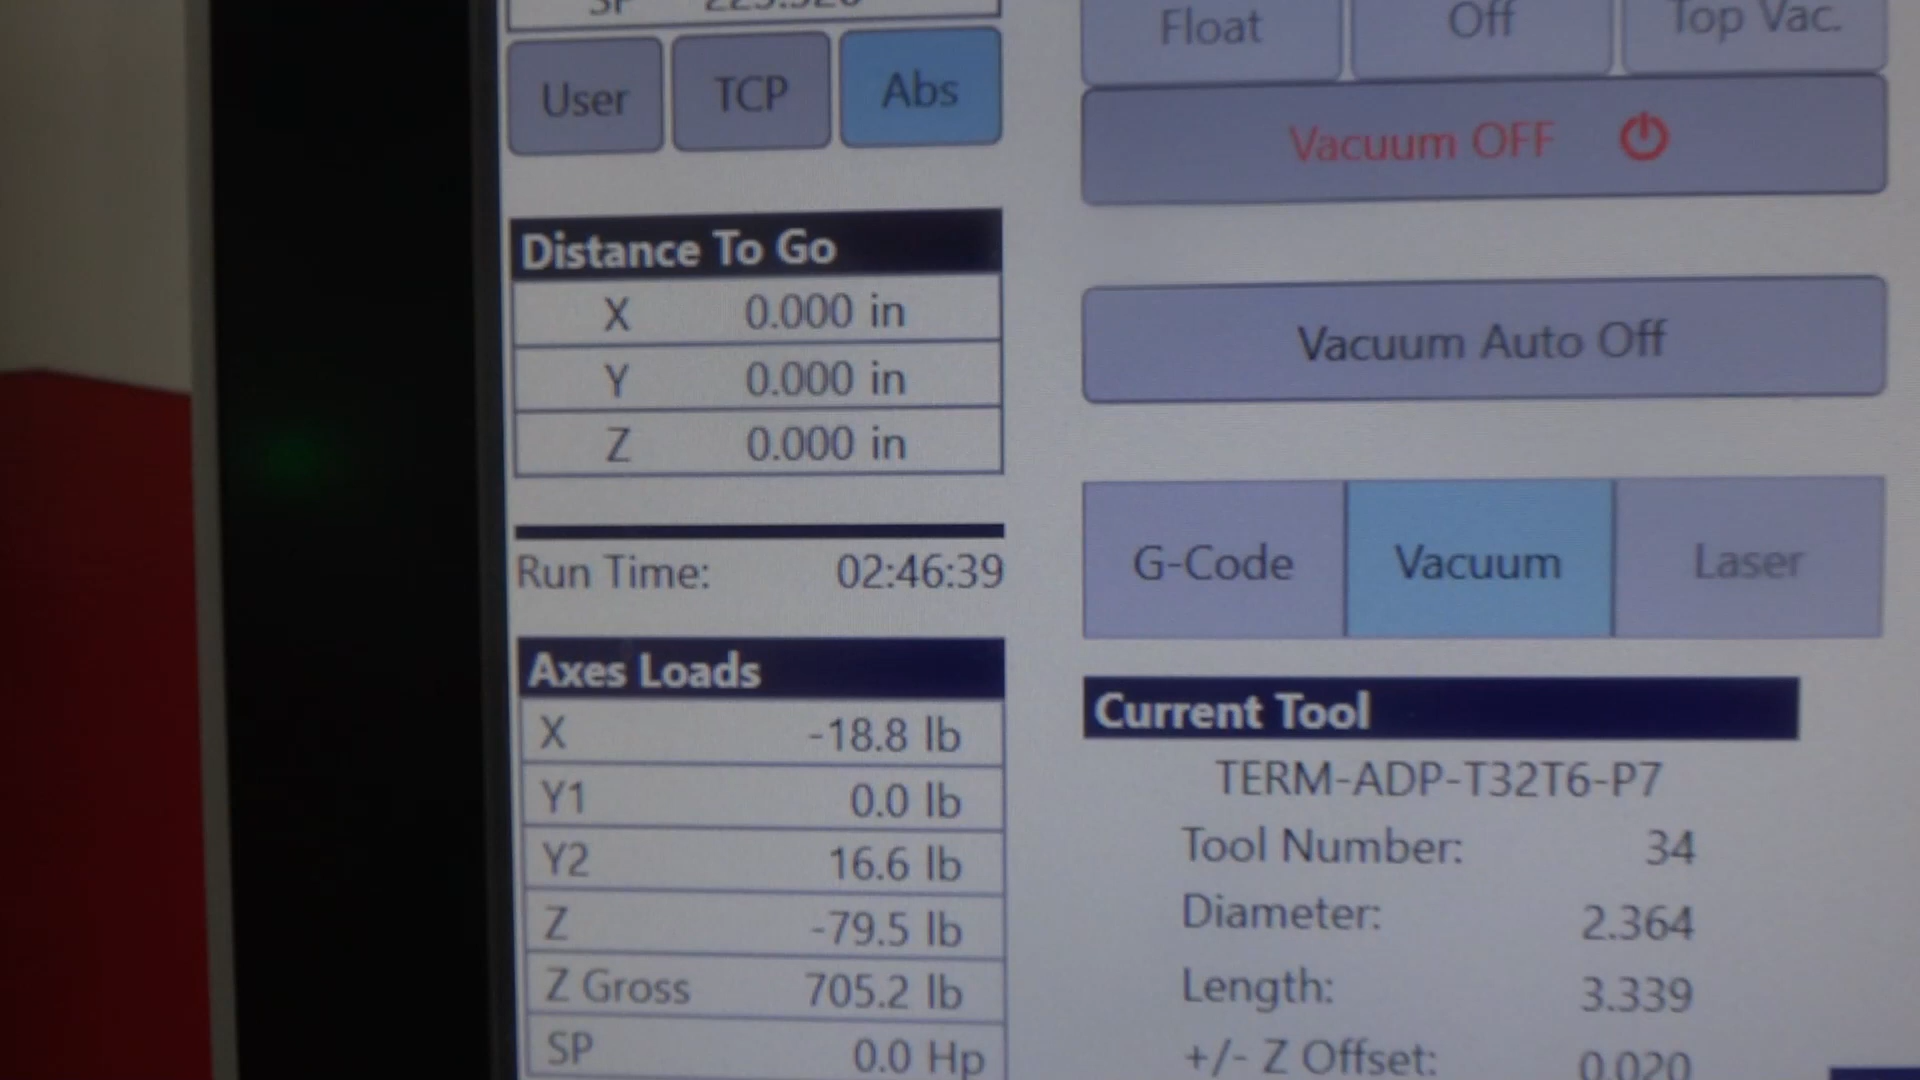 SP 223.520
User TCP Abs
Distance To Go
X 0.000 in
Y 0.000 in
Z 0.000 in
Run Time: 02:46:39
Axes Loads
X -18.8 lb
Y1 0.0 lb
Y2 16.6 lb
Z -79.5 lb
Z Gross 705.2 lb
SP 0.0 Hp
Float Off Top Vac.
Vacuum OFF
Vacuum Auto Off
G-Code Vacuum Laser
Current Tool
TERM-ADP-T32T6-P7
Tool Number: 34
Diameter: 2.364
Length: 3.339
+/- Z Offset: 0.020